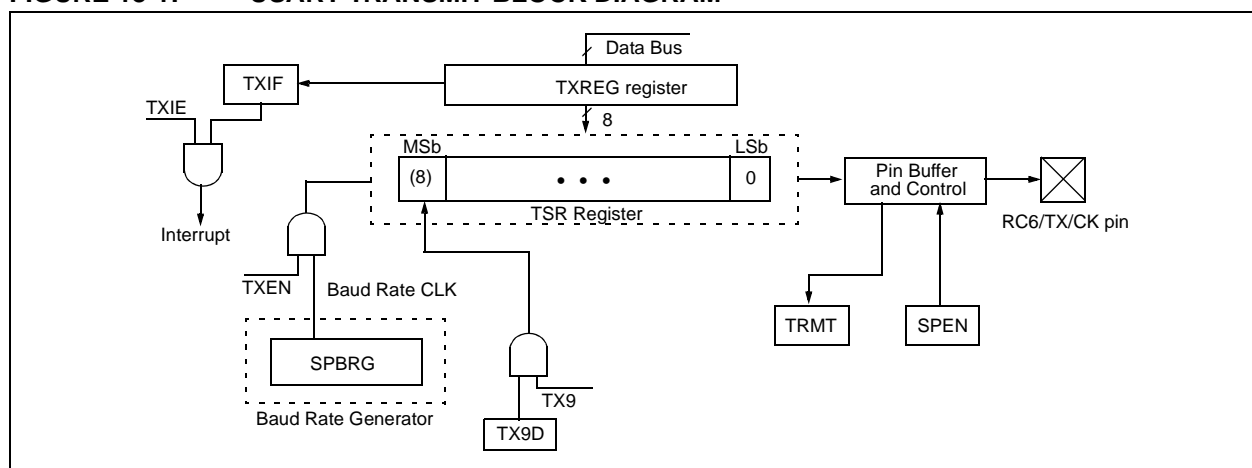 Data Bus
TXIF
TXREG register
TXIE
8
MSb
LSb
(8)
• • •
0
Pin Buffer
and Control
TSR Register
Interrupt
RC6/TX/CK pin
TXEN
Baud Rate CLK
TRMT
SPEN
SPBRG
TX9
Baud Rate Generator
TX9D